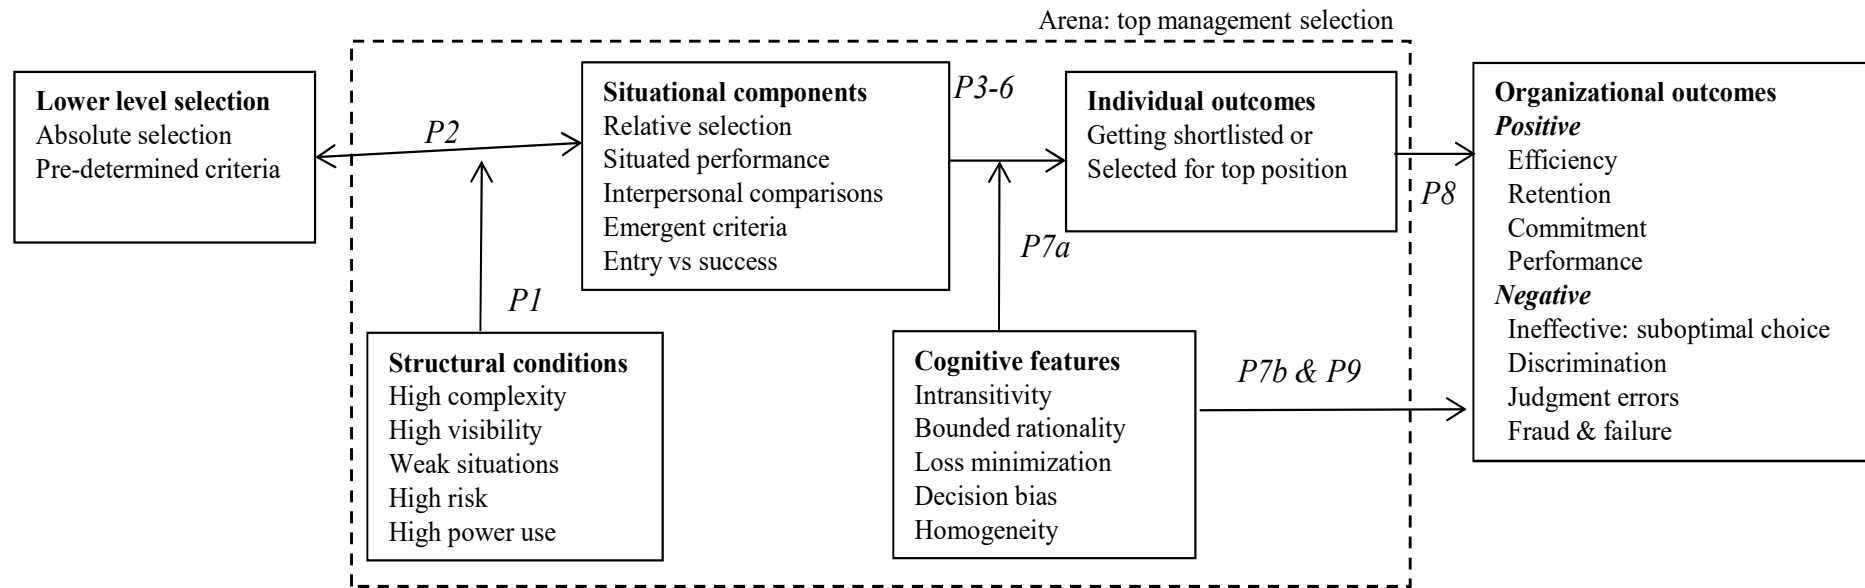 Arena: top management selection
Lower level selection
Absolute selection
Pre-determined criteria
P2
P1
Structural conditions
High complexity
High visibility
Weak situations
High risk
High power use
Situational components
Relative selection
Situated performance
Interpersonal comparisons
Emergent criteria
Entry vs success
P3-6
P7a
Cognitive features
Intransitivity
Bounded rationality
Loss minimization
Decision bias
Homogeneity
Individual outcomes
Getting shortlisted or
Selected for top position
P8
P7b & P9
Organizational outcomes
Positive
Efficiency
Retention
Commitment
Performance
Negative
Ineffective: suboptimal choice
Discrimination
Judgment errors
Fraud & failure